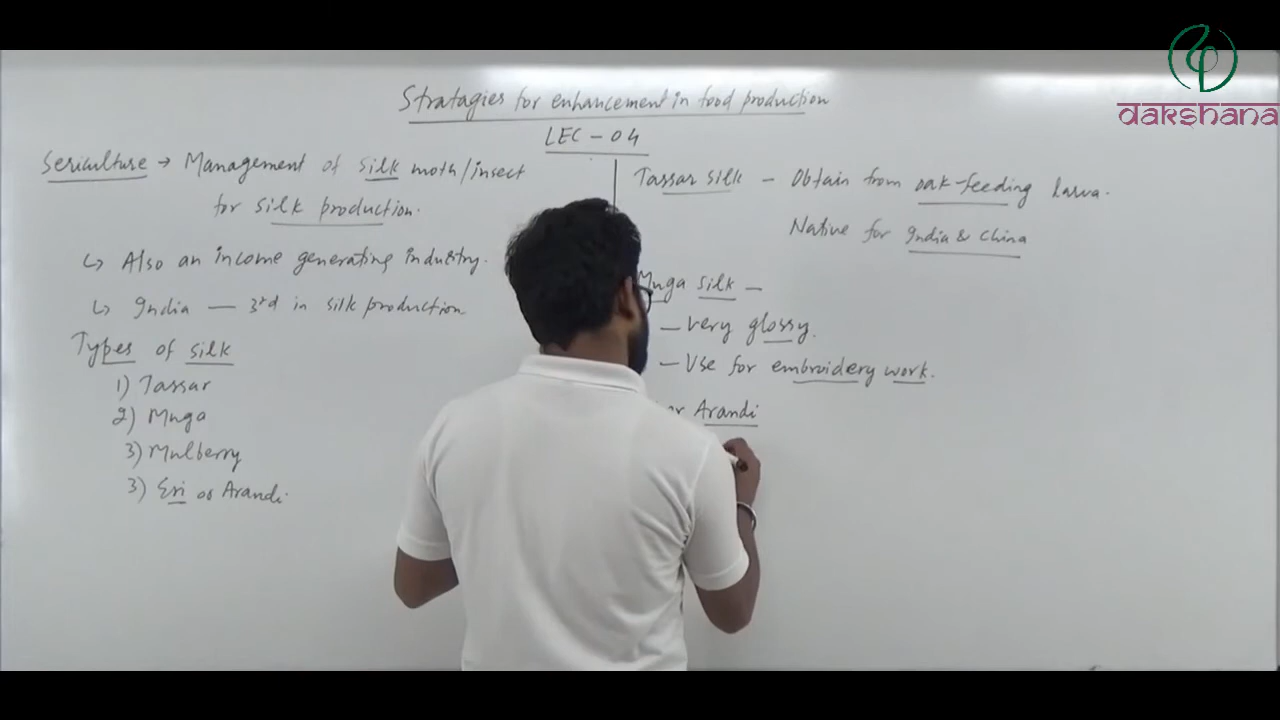 dakshana
Stratagies for enhancement in food production
LEC - 04
Sericulture → Management of silk moth/insect
for silk production.
↳ Also an income generating industry.
↳ India — 3rd in silk production
Types of silk
1) Tassar
2) Muga
3) Mulberry
3) Eri or Arandi
Tassar silk - Obtain from oak-feeding larva.
Native for India & China
Muga silk -
- Very glossy.
- Use for embroidery work.
or Arandi